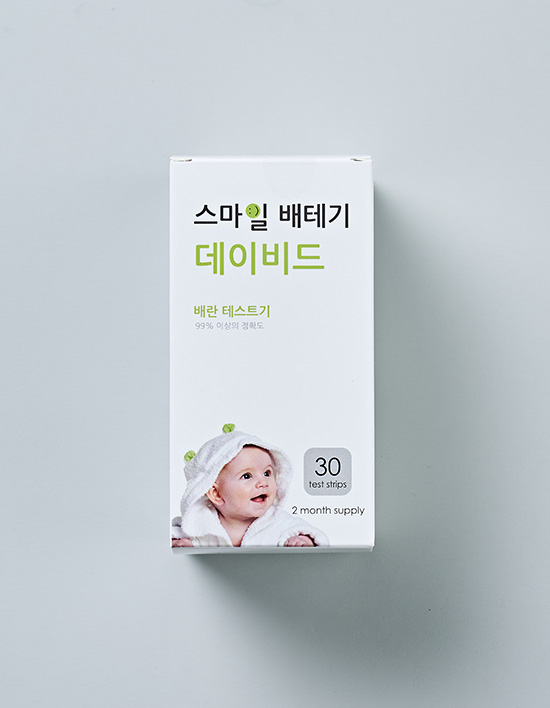 스마일 배테기
데이비드
배란 테스트기
99% 이상의 정확도
30
test strips
2 month supply